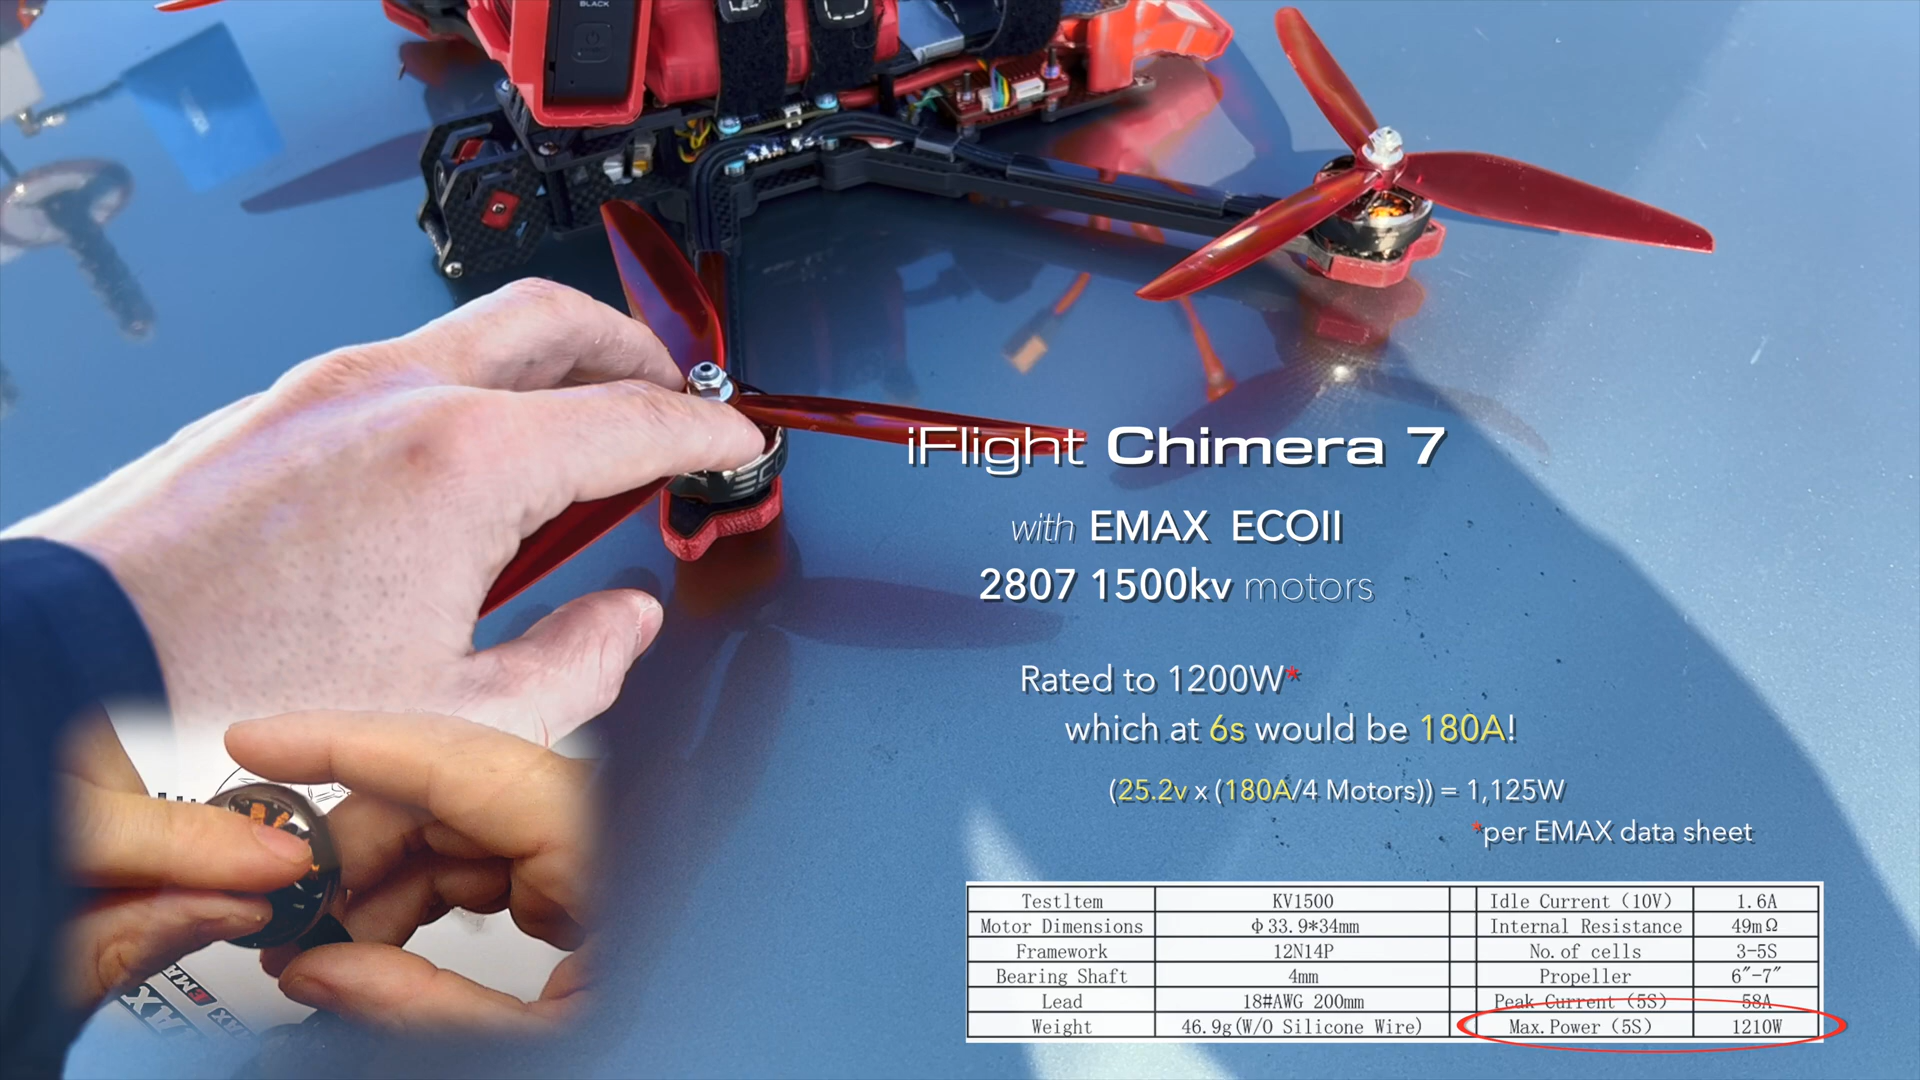 BLACK
ECO
iFlight Chimera 7
with EMAX ECOII
2807 1500kv motors
Rated to 1200W*
which at 6s would be 180A!
(25.2v x (180A/4 Motors)) = 1,125W
*per EMAX data sheet
TestItem KV1500 Idle Current (10V) 1.6A
Motor Dimensions φ33.9*34mm Internal Resistance 49mΩ
Framework 12N14P No.of cells 3-5S
Bearing Shaft 4mm Propeller 6″-7″
Lead 18#AWG 200mm Peak Current (5S) 58A
Weight 46.9g(W/O Silicone Wire) Max.Power (5S) 1210W